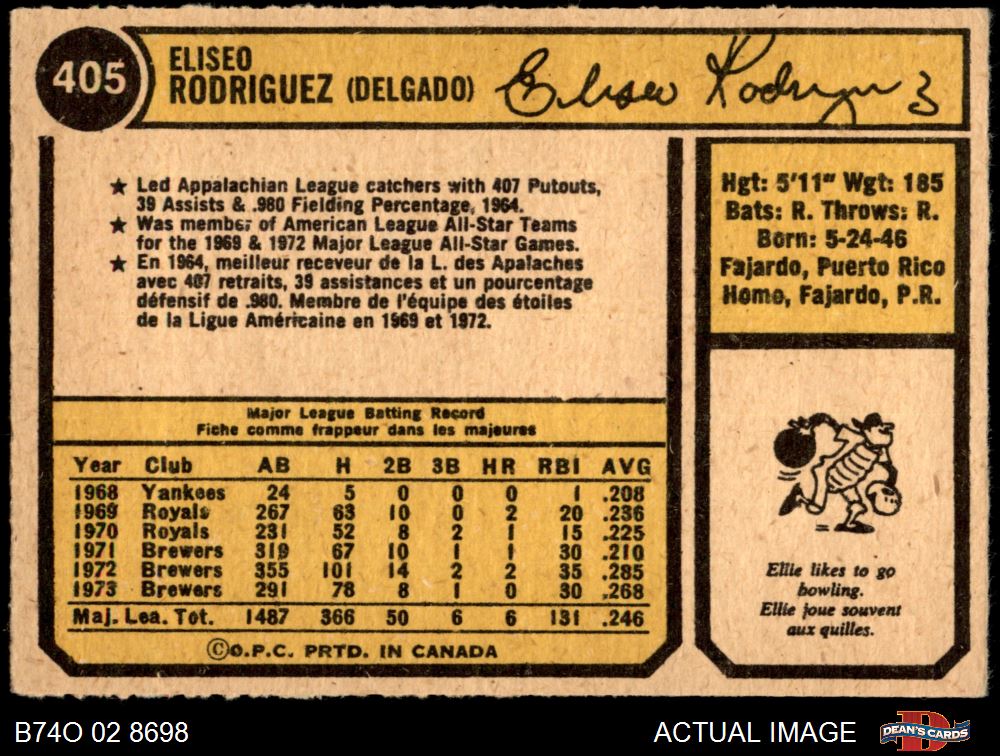 405
ELISEO
RODRIGUEZ (DELGADO)
Eliseo Rodriguez
★ Led Appalachian League catchers with 407 Putouts,
39 Assists & .980 Fielding Percentage, 1964.
★ Was member of American League All-Star Teams
for the 1969 & 1972 Major League All-Star Games.
★ En 1964, meilleur receveur de la L. des Apalaches
avec 407 retraits, 39 assistances et un pourcentage
défensif de .980. Membre de l'équipe des étoiles
de la Ligue Américaine en 1969 et 1972.
Hgt: 5'11" Wgt: 185
Bats: R. Throws: R.
Born: 5-24-46
Fajardo, Puerto Rico
Home, Fajardo, P.R.
Major League Batting Record
Fiche comme frappeur dans les majeures
Year Club AB H 2B 3B HR RBI AVG
1968 Yankees 24 5 0 0 0 1 .208
1969 Royals 267 63 10 0 2 20 .236
1970 Royals 231 52 8 2 1 15 .225
1971 Brewers 319 67 10 1 1 30 .210
1972 Brewers 355 101 14 2 2 35 .285
1973 Brewers 291 78 8 1 0 30 .268
Maj. Lea. Tot. 1487 366 50 6 6 131 .246
©O.P.C. PRTD. IN CANADA
Ellie likes to go
bowling.
Ellie joue souvent
aux quilles.
B74O 02 8698
ACTUAL IMAGE
DEAN'S CARDS